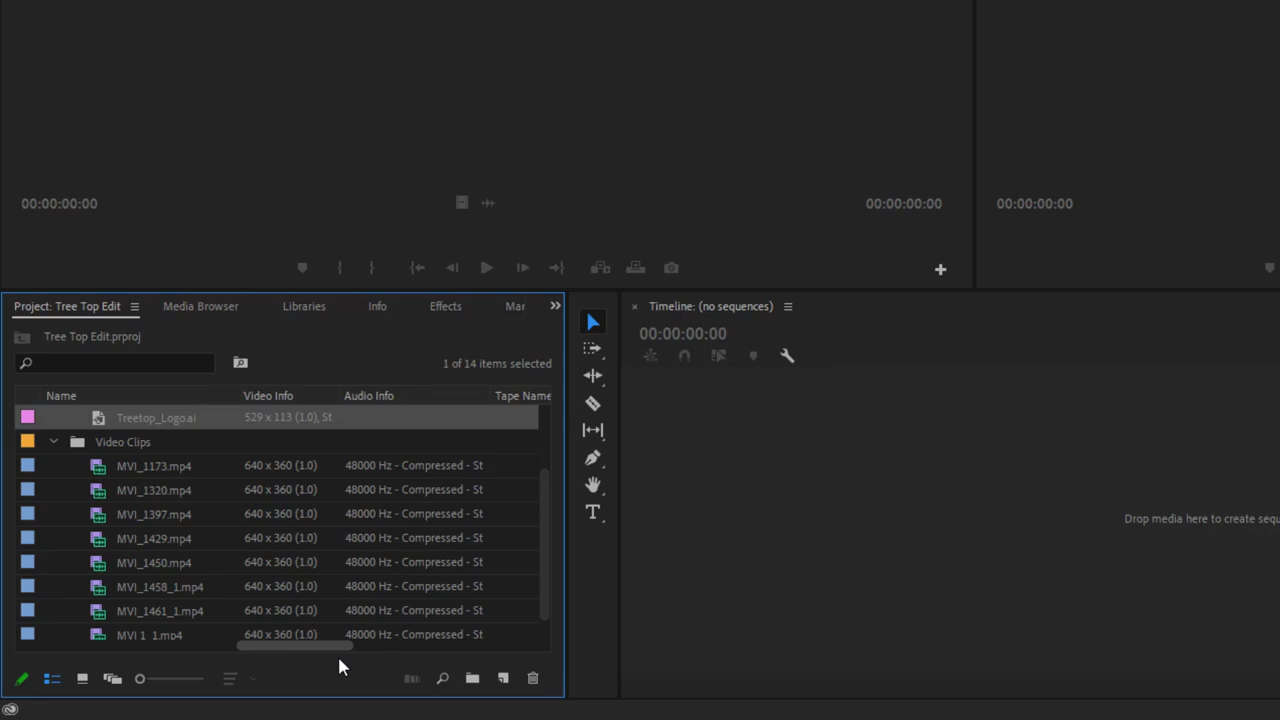 00:00:00:00
00:00:00:00
00:00:00:00
Project: Tree Top Edit
Media Browser
Libraries
Info
Effects
Mar
Tree Top Edit.prproj
1 of 14 items selected
Name
Video Info
Audio Info
Tape Name
Treetop_Logo.ai
529 x 113 (1.0), St
Video Clips
MVI_1173.mp4
640 x 360 (1.0)
48000 Hz - Compressed - St
MVI_1320.mp4
640 x 360 (1.0)
48000 Hz - Compressed - St
MVI_1397.mp4
640 x 360 (1.0)
48000 Hz - Compressed - St
MVI_1429.mp4
640 x 360 (1.0)
48000 Hz - Compressed - St
MVI_1450.mp4
640 x 360 (1.0)
48000 Hz - Compressed - St
MVI_1458_1.mp4
640 x 360 (1.0)
48000 Hz - Compressed - St
MVI_1461_1.mp4
640 x 360 (1.0)
48000 Hz - Compressed - St
MVI 1 1.mp4
640 x 360 (1.0)
48000 Hz - Compressed - St
Timeline: (no sequences)
00:00:00:00
Drop media here to create sequ